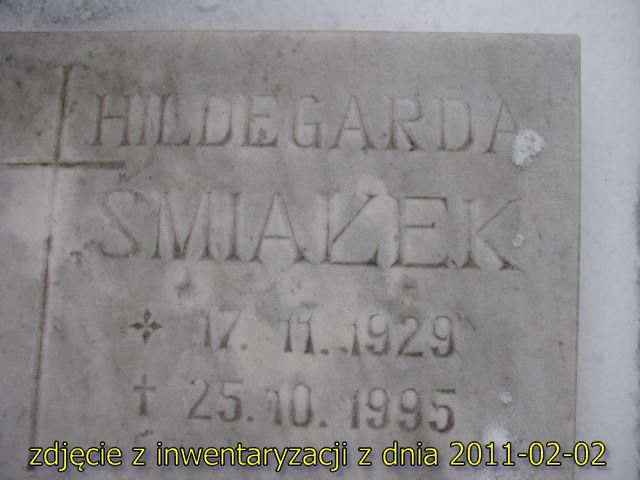 HILDEGARDA
ŚMIAŁEK
17. 11. 1929
✝ 25. 10. 1995
zdjęcie z inwentaryzacji z dnia 2011-02-02